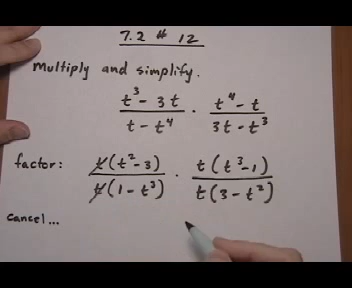 7.2 # 12
Multiply and simplify.
t³ - 3t / t - t⁴ · t⁴ - t / 3t - t³
factor: t(t² - 3) / t(1 - t³) · t(t³ - 1) / t(3 - t²)
cancel...